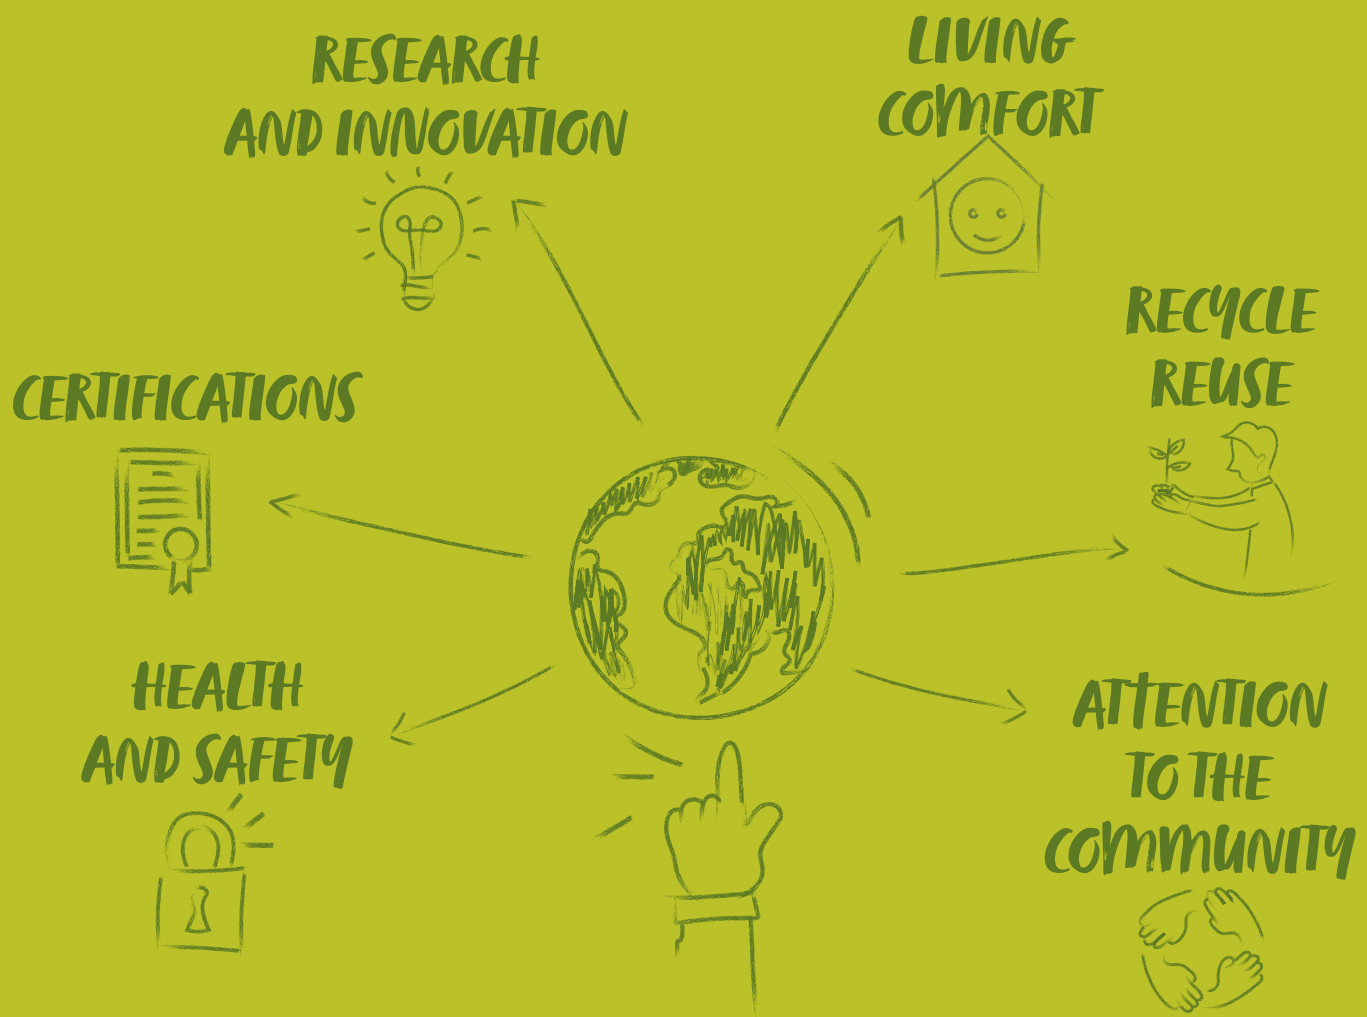 RESEARCH
AND INNOVATION
LIVING
COMFORT
RECYCLE
REUSE
CERTIFICATIONS
HEALTH
AND SAFETY
ATTENTION
TO THE
COMMUNITY